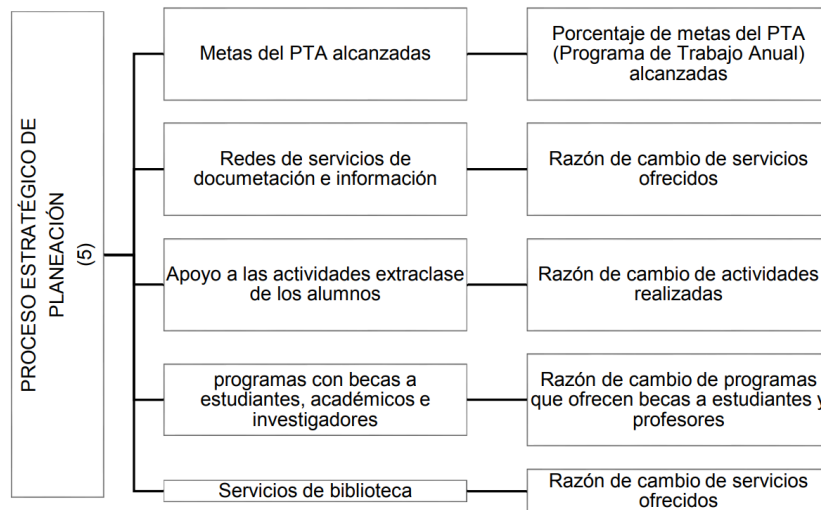 PROCESO ESTRATÉGICO DE
PLANEACIÓN
(5)
Metas del PTA alcanzadas
Porcentaje de metas del PTA
(Programa de Trabajo Anual)
alcanzadas
Redes de servicios de
documetación e información
Razón de cambio de servicios
ofrecidos
Apoyo a las actividades extraclase
de los alumnos
Razón de cambio de actividades
realizadas
programas con becas a
estudiantes, académicos e
investigadores
Razón de cambio de programas
que ofrecen becas a estudiantes y
profesores
Servicios de biblioteca
Razón de cambio de servicios
ofrecidos